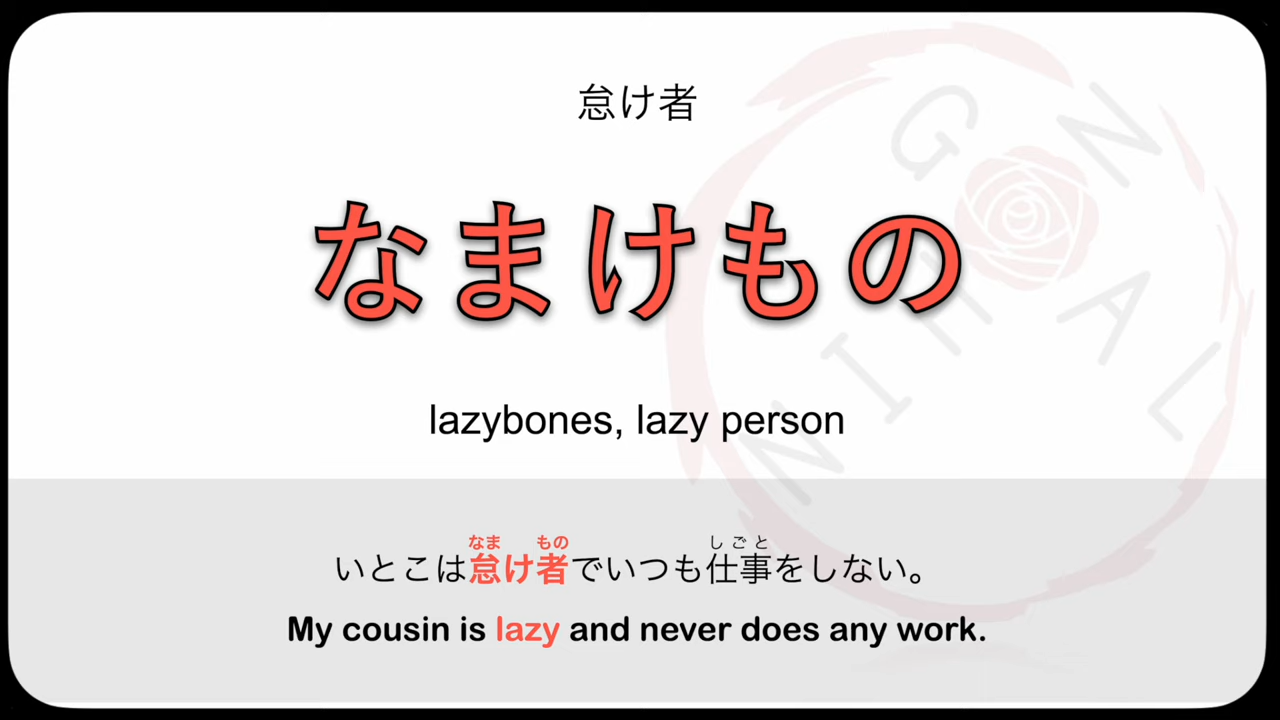 怠け者
なまけもの
lazybones, lazy person
なま もの しごと
いとこは怠け者でいつも仕事をしない。
My cousin is lazy and never does any work.
NIHONGO NIHAL